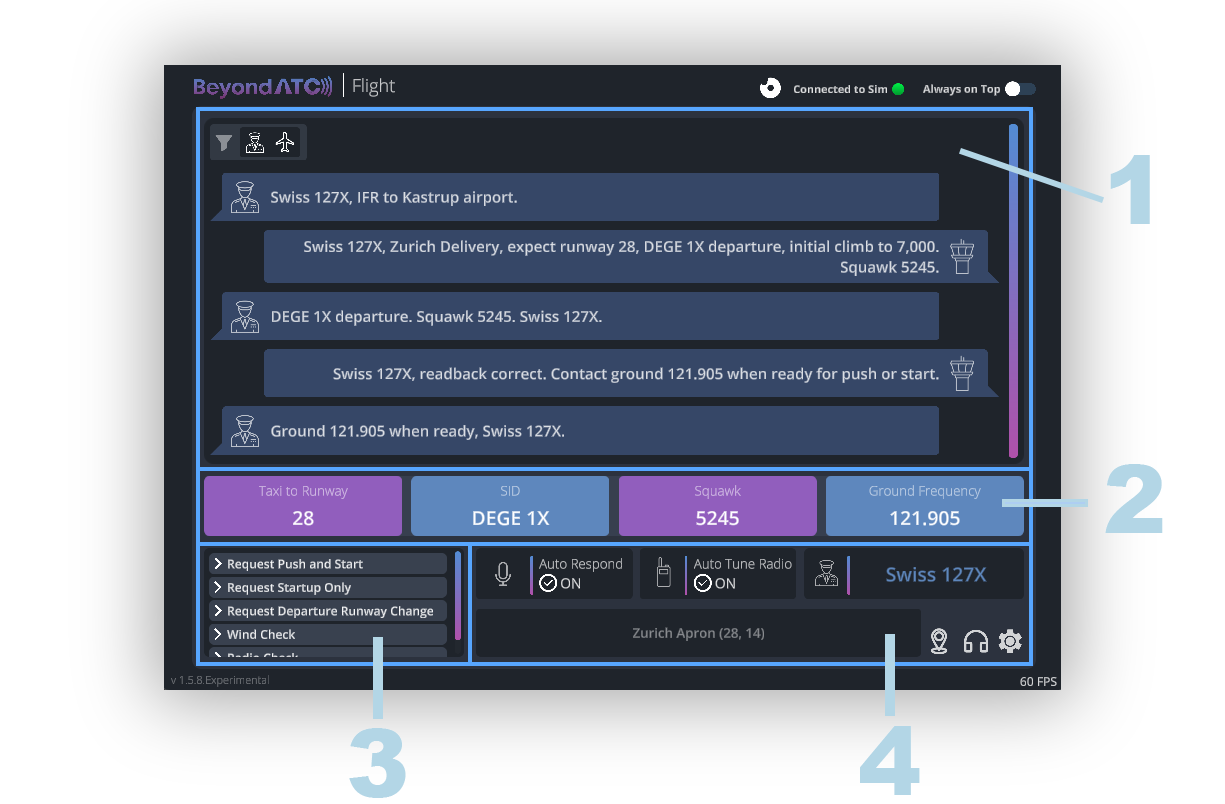 BeyondATC Flight
Connected to Sim
Always on Top
1
Swiss 127X, IFR to Kastrup airport.
Swiss 127X, Zurich Delivery, expect runway 28, DEGE 1X departure, initial climb to 7,000.
Squawk 5245.
DEGE 1X departure. Squawk 5245. Swiss 127X.
Swiss 127X, readback correct. Contact ground 121.905 when ready for push or start.
Ground 121.905 when ready, Swiss 127X.
Taxi to Runway
28
SID
DEGE 1X
Squawk
5245
Ground Frequency
121.905
2
Request Push and Start
Request Startup Only
Request Departure Runway Change
Wind Check
Radio Check
Auto Respond
ON
Auto Tune Radio
ON
Swiss 127X
Zurich Apron (28, 14)
v 1.5.8.Experimental
60 FPS
3
4